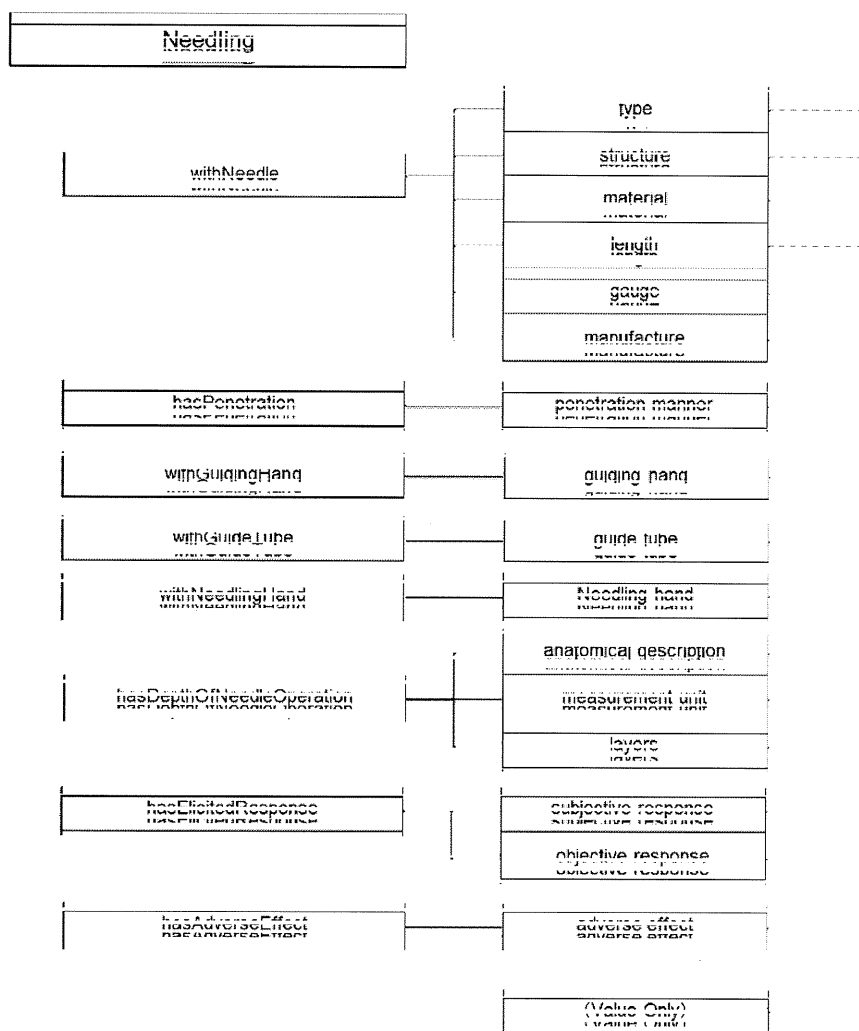 Needling
withNeedle
type
structure
material
length
gauge
manufacture
hasPenetration
penetration manner
withGuidingHand
guiding hand
withGuideTube
guide tube
withNeedlingHand
Needling hand
hasDepthOfNeedleOperation
anatomical description
measurement unit
layers
hasElicitedResponse
subjective response
objective response
hasAdverseEffect
adverse effect
(Value Only)